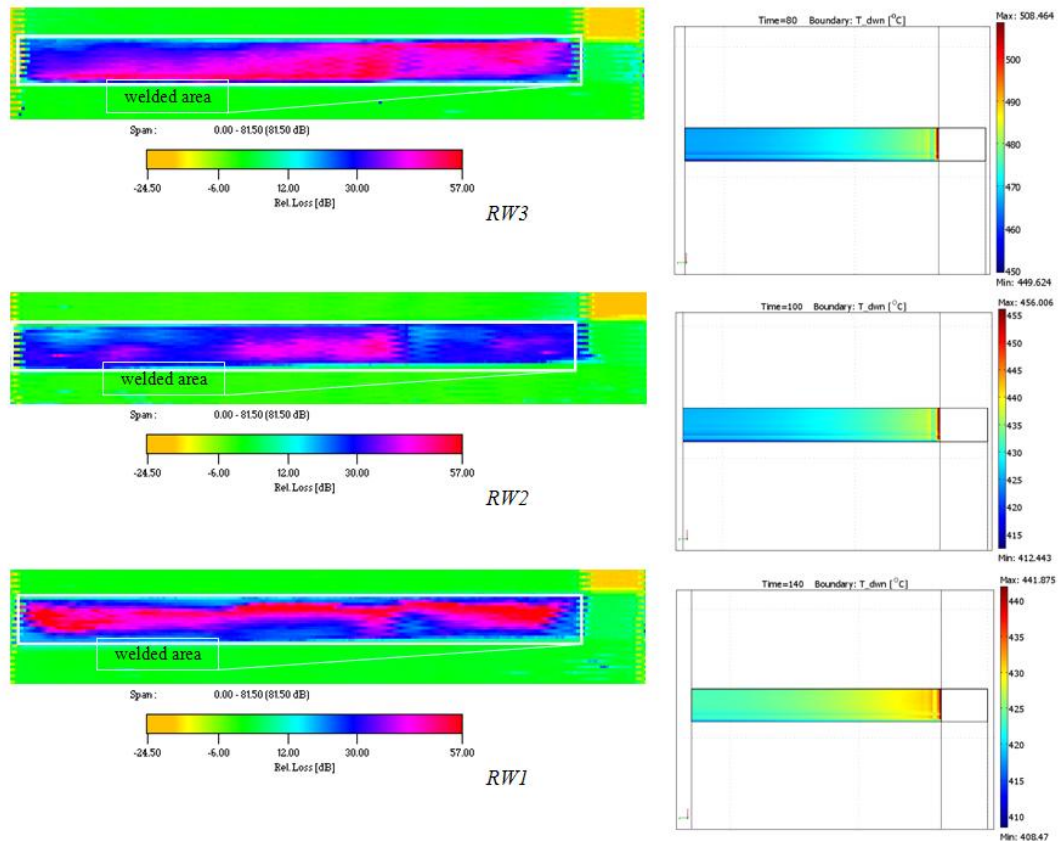 welded area
Span : 0.00 - 81.50 (81.50 dB)
-24.50 -6.00 12.00 30.00 57.00
Rel.Loss [dB]
RW3
Time=80 Boundary: T_dwn [°C]
Max: 508.464
500
490
480
470
460
450
Min: 449.624
welded area
Span : 0.00 - 81.50 (81.50 dB)
-24.50 -6.00 12.00 30.00 57.00
Rel.Loss [dB]
RW2
Time=100 Boundary: T_dwn [°C]
Max: 456.006
455
450
445
440
435
430
425
420
415
Min: 412.443
welded area
Span : 0.00 - 81.50 (81.50 dB)
-24.50 -6.00 12.00 30.00 57.00
Rel.Loss [dB]
RW1
Time=140 Boundary: T_dwn [°C]
Max: 441.875
440
435
430
425
420
415
410
Min: 408.47